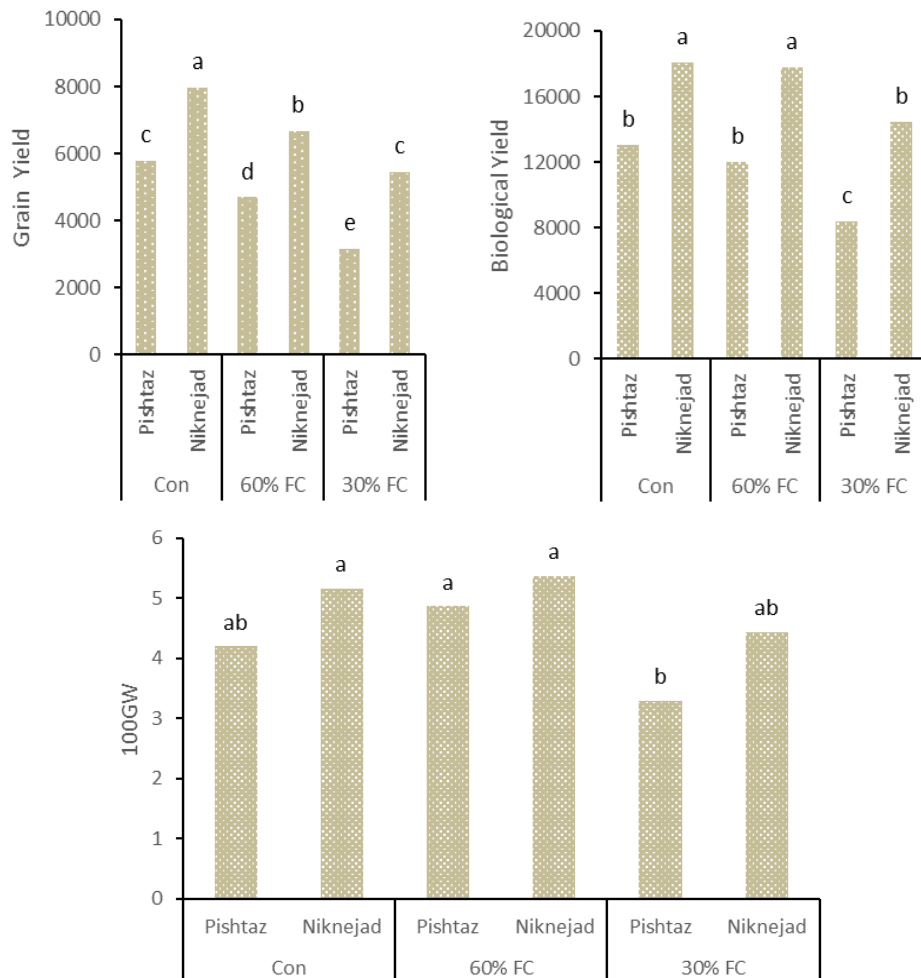 10000
8000
6000
4000
2000
0
Grain Yield
c
a
d
b
e
c
Pishtaz
Niknejad
Pishtaz
Niknejad
Pishtaz
Niknejad
Con
60% FC
30% FC
20000
16000
12000
8000
4000
0
Biological Yield
b
a
b
a
c
b
Pishtaz
Niknejad
Pishtaz
Niknejad
Pishtaz
Niknejad
Con
60% FC
30% FC
6
5
4
3
2
1
0
100GW
ab
a
a
a
b
ab
Pishtaz
Niknejad
Pishtaz
Niknejad
Pishtaz
Niknejad
Con
60% FC
30% FC